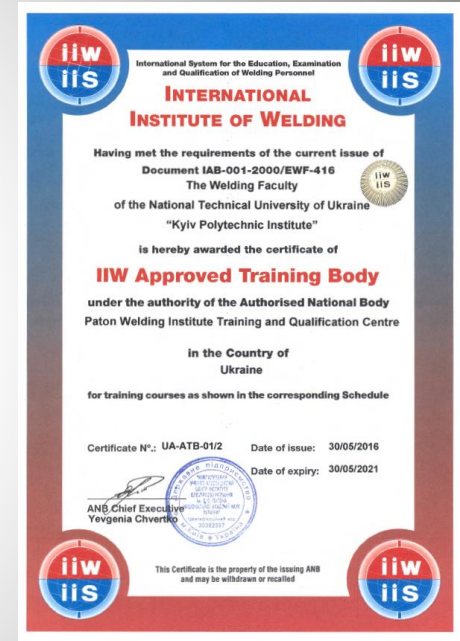 iiw
iis
iiw
iis
International System for the Education, Examination
and Qualification of Welding Personnel
INTERNATIONAL
INSTITUTE OF WELDING
Having met the requirements of the current issue of
Document IAB-001-2000/EWF-416
iiw
iis
The Welding Faculty
of the National Technical University of Ukraine
“Kyiv Polytechnic Institute”
is hereby awarded the certificate of
IIW Approved Training Body
under the authority of the Authorised National Body
Paton Welding Institute Training and Qualification Centre
in the Country of
Ukraine
for training courses as shown in the corresponding Schedule
Certificate Nº.: UA-ATB-01/2
Date of issue: 30/05/2016
Date of expiry: 30/05/2021
ANB Chief Executive
Yevgenia Chvertko
iiw
iis
This Certificate is the property of the issuing ANB
and may be withdrawn or recalled
iiw
iis